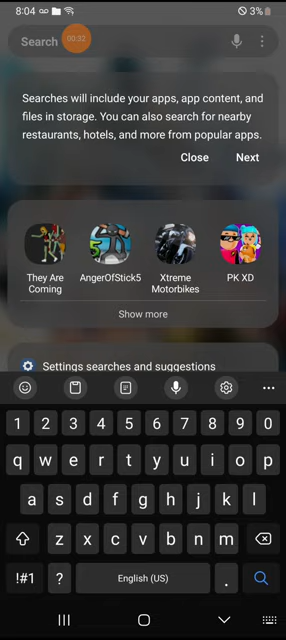 8:04
3%
Search
00:32
Searches will include your apps, app content, and
files in storage. You can also search for nearby
restaurants, hotels, and more from popular apps.
Close Next
They Are
Coming
AngerOfStick5
Xtreme
Motorbikes
PK XD
Show more
Settings searches and suggestions
1 2 3 4 5 6 7 8 9 0
q w e r t y u i o p
a s d f g h j k l
z x c v b n m
!#1 ? English (US) .